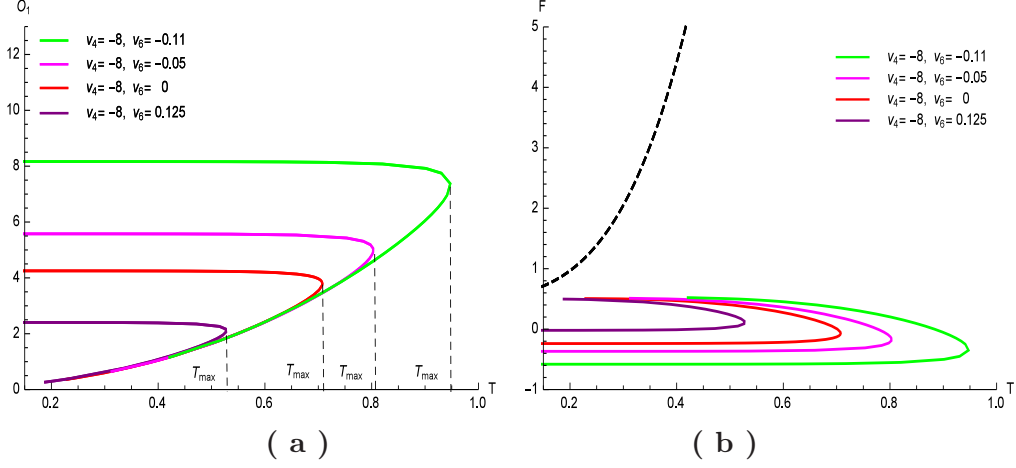 O₁
12
10
8
6
4
2
0
v₄= −8, v₆= −0.11
v₄= −8, v₆= −0.05
v₄= −8, v₆= 0
v₄= −8, v₆= 0.125
T_max T_max T_max T_max
0.2 0.4 0.6 0.8 1.0 T
( a )
F
5
4
3
2
1
0
−1
v₄= −8, v₆= −0.11
v₄= −8, v₆= −0.05
v₄= −8, v₆= 0
v₄= −8, v₆= 0.125
0.2 0.4 0.6 0.8 1.0 T
( b )